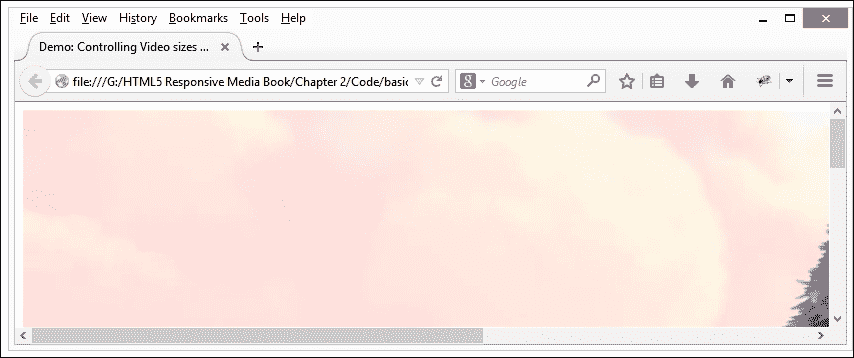 File Edit View History Bookmarks Tools Help
Demo: Controlling Video sizes ...
file:///G:/HTML5 Responsive Media Book/Chapter 2/Code/basic
Google